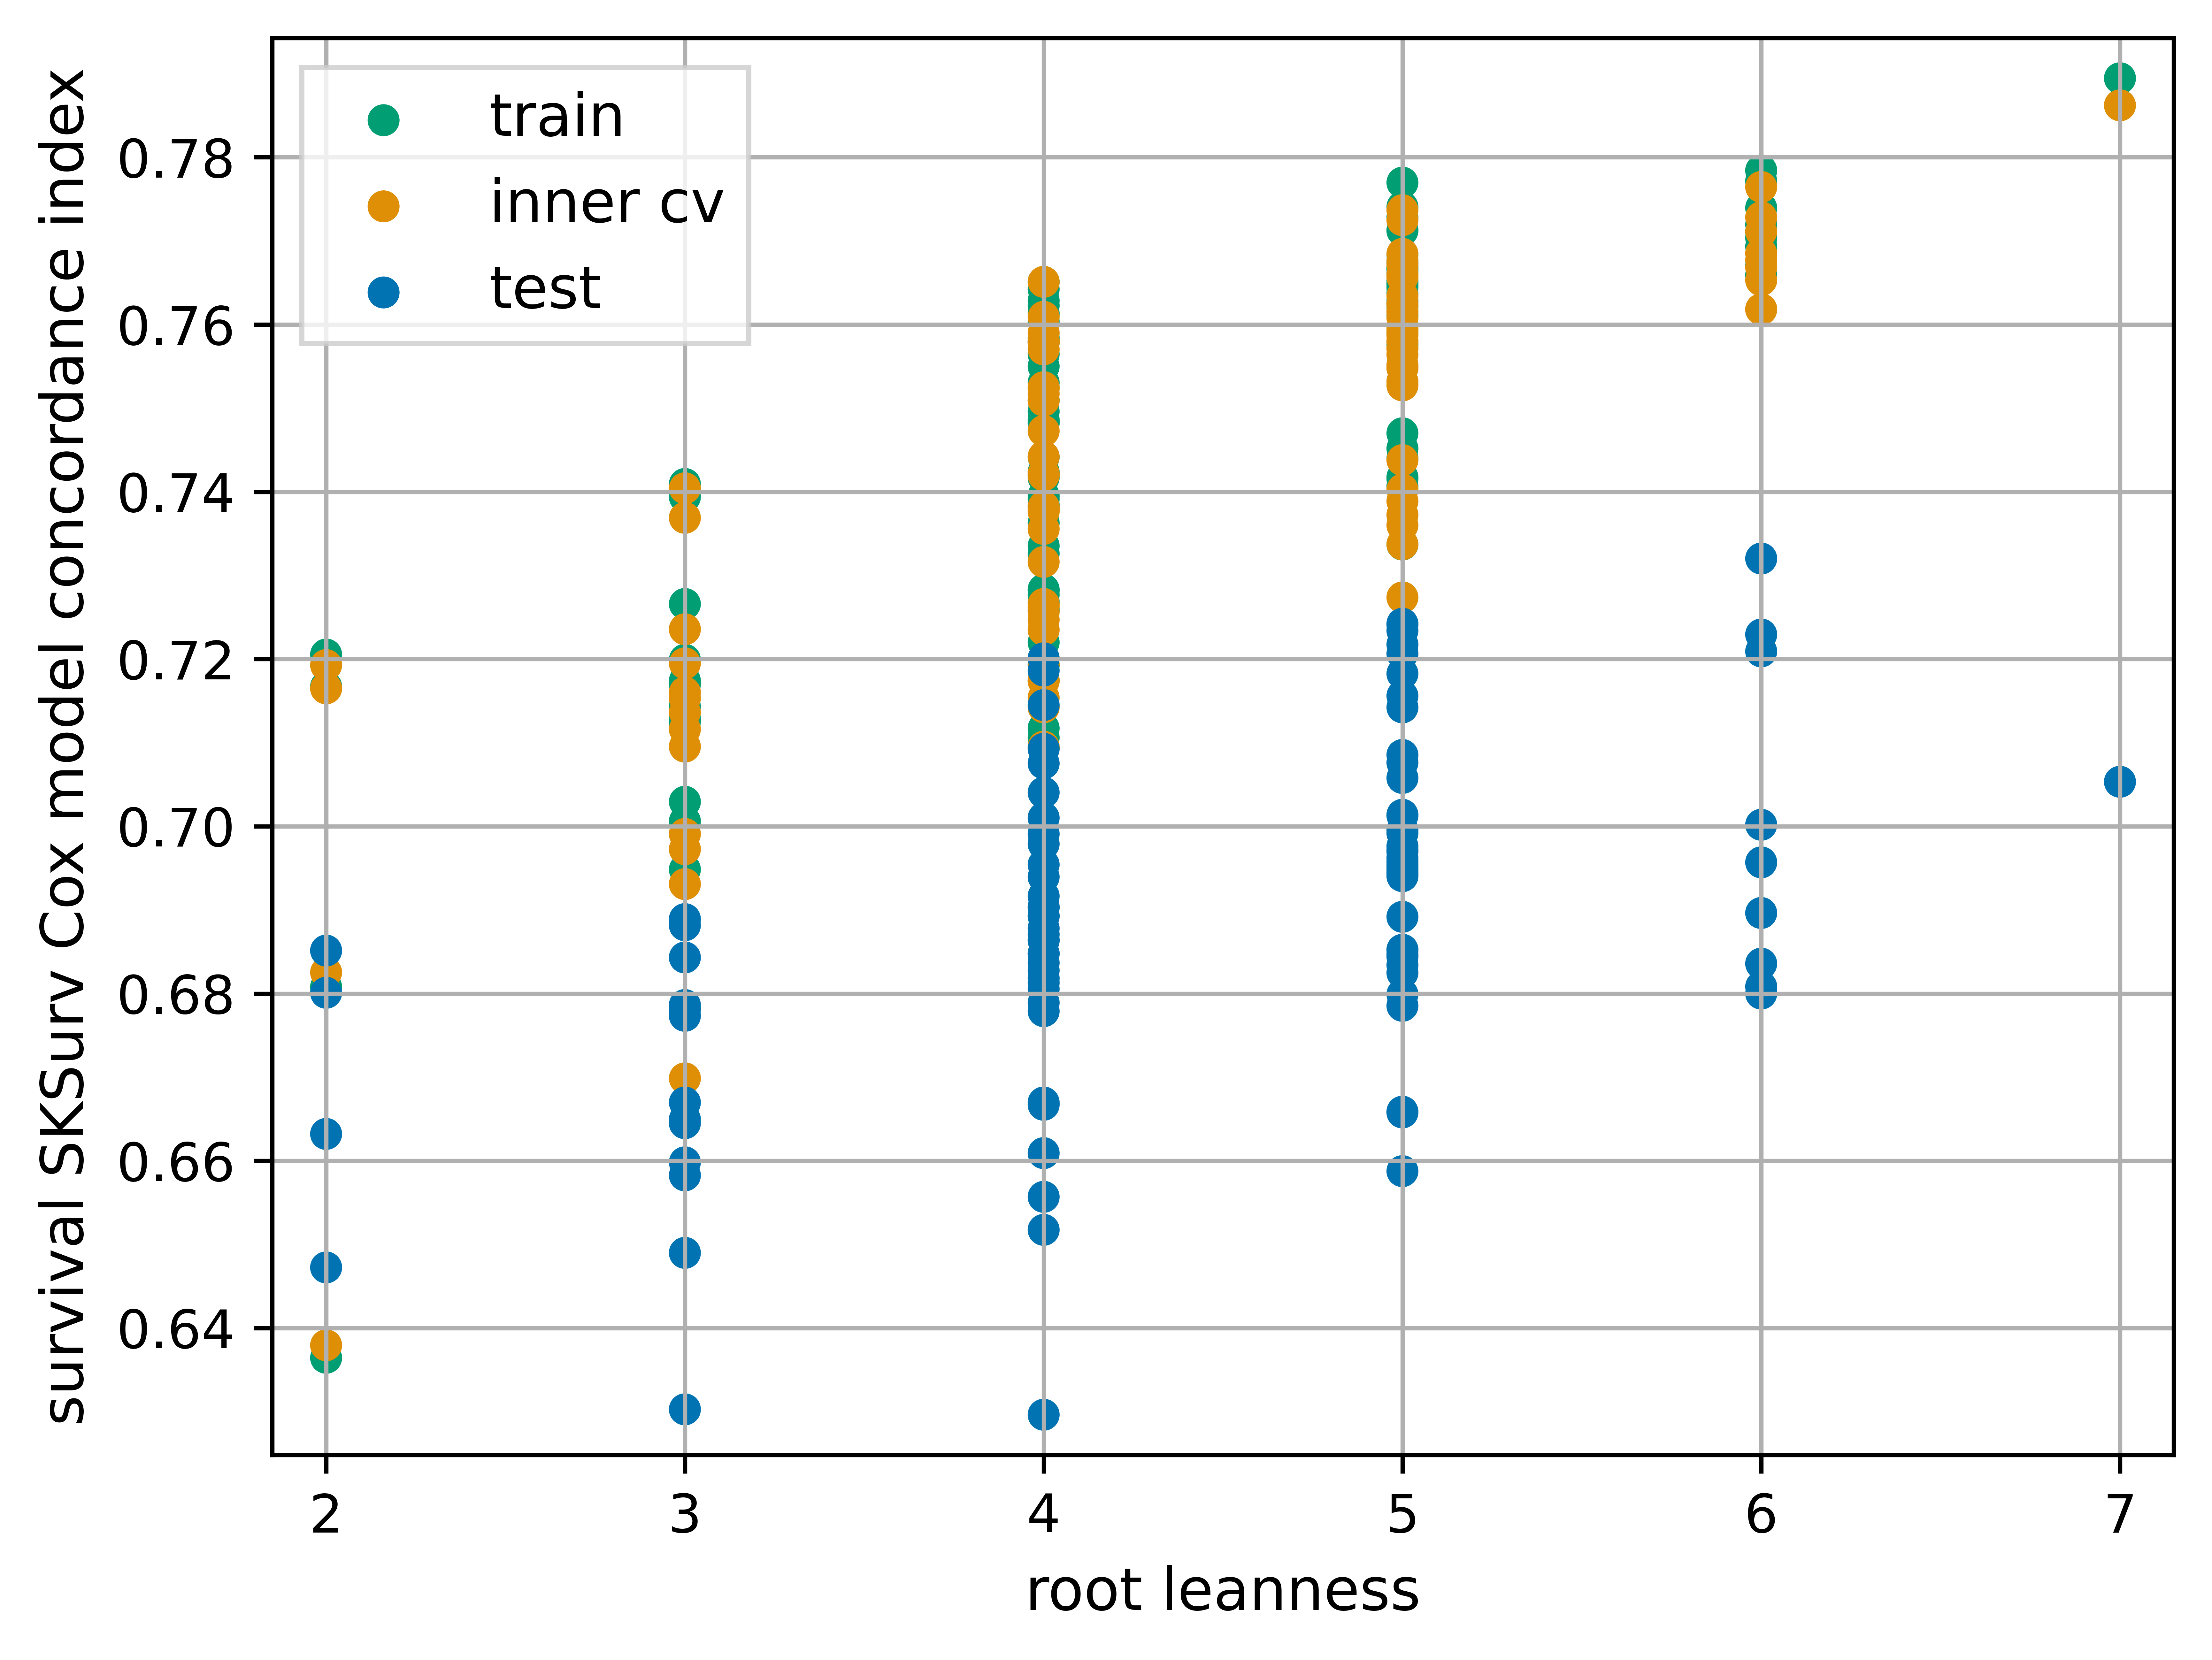 survival SKSurv Cox model concordance index
0.78
0.76
0.74
0.72
0.70
0.68
0.66
0.64
train
inner cv
test
2 3 4 5 6 7
root leanness